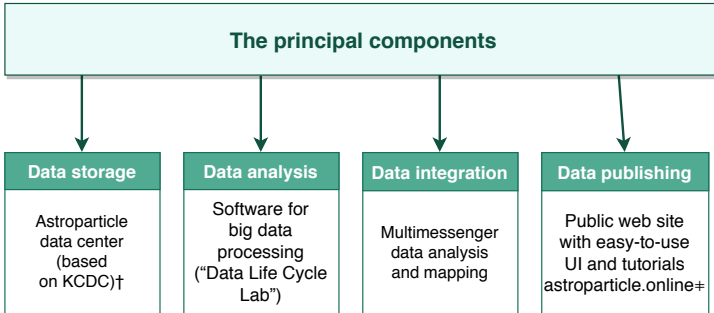 The principal components
Data storage
Astroparticle
data center
(based
on KCDC)†
Data analysis
Software for
big data
processing
(“Data Life Cycle
Lab”)
Data integration
Multimessenger
data analysis
and mapping
Data publishing
Public web site
with easy-to-use
UI and tutorials
astroparticle.online‡